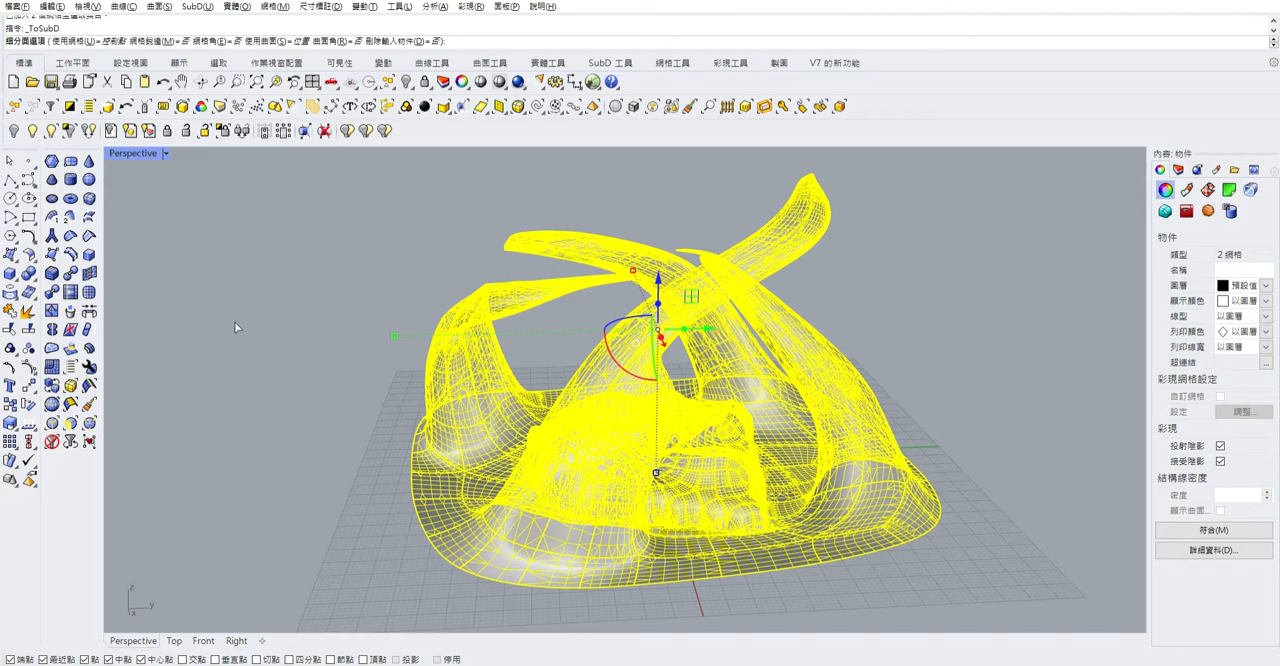 檔案(F) 編輯(E) 檢視(V) 曲線(C) 曲面(S) SubD(U) 實體(O) 網格(M) 尺寸標註(D) 變動(T) 工具(L) 分析(A) 彩現(R) 面板(P) 說明(H)
指令: _ToSubD
細分面選項 ( 使用網格(U)=控制點 網格銳邊(M)=否 網格角(E)=否 使用曲面(S)=位置 曲面角(R)=否 刪除輸入物件(D)=否):
標準 工作平面 設定視圖 顯示 選取 作業視窗配置 可見性 變動 曲線工具 曲面工具 實體工具 SubD 工具 網格工具 彩現工具 製圖 V7 的新功能
Perspective
內容: 物件
物件
類型 2 網格
名稱
圖層 預設值
顯示顏色 以圖層
線型 以圖層
列印顏色 以圖層
列印線寬 以圖層
超連結 ...
彩現網格設定
自訂網格
設定 調整...
彩現
投射陰影
接受陰影
結構線密度
密度
顯示曲面...
符合(M)
詳細資料(D)...
z
y
x
Perspective Top Front Right
端點 最近點 點 中點 中心點 交點 垂直點 切點 四分點 節點 頂點 投影 停用